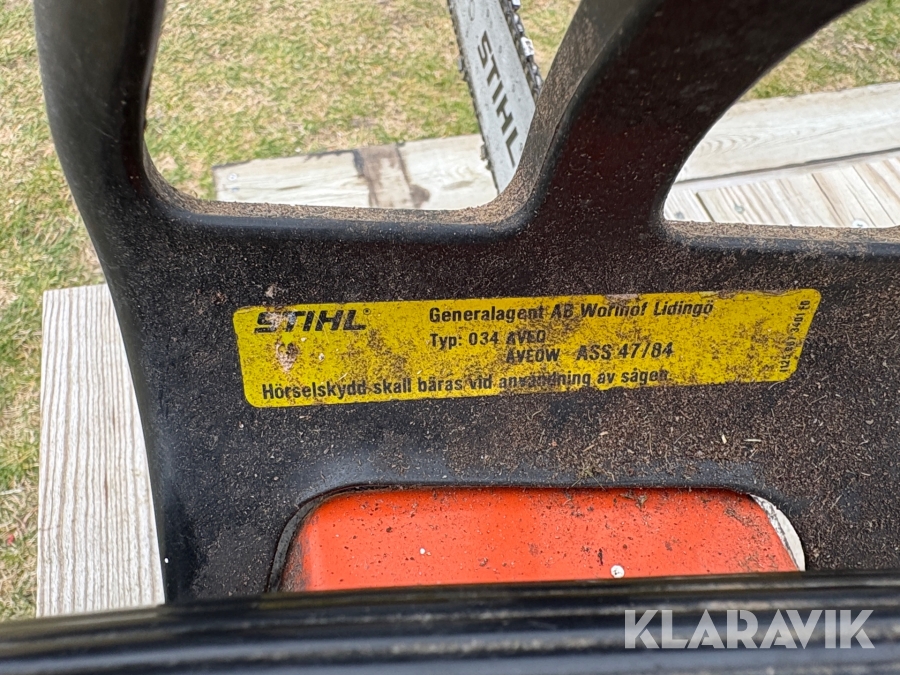 STIHL
STIHL
Generalagent AB Wormof Lidingö
Typ: 034 AVEQ
AVEQW ASS 47/84
Hörselskydd skall bäras vid användning av sågen.
KLARAVIK